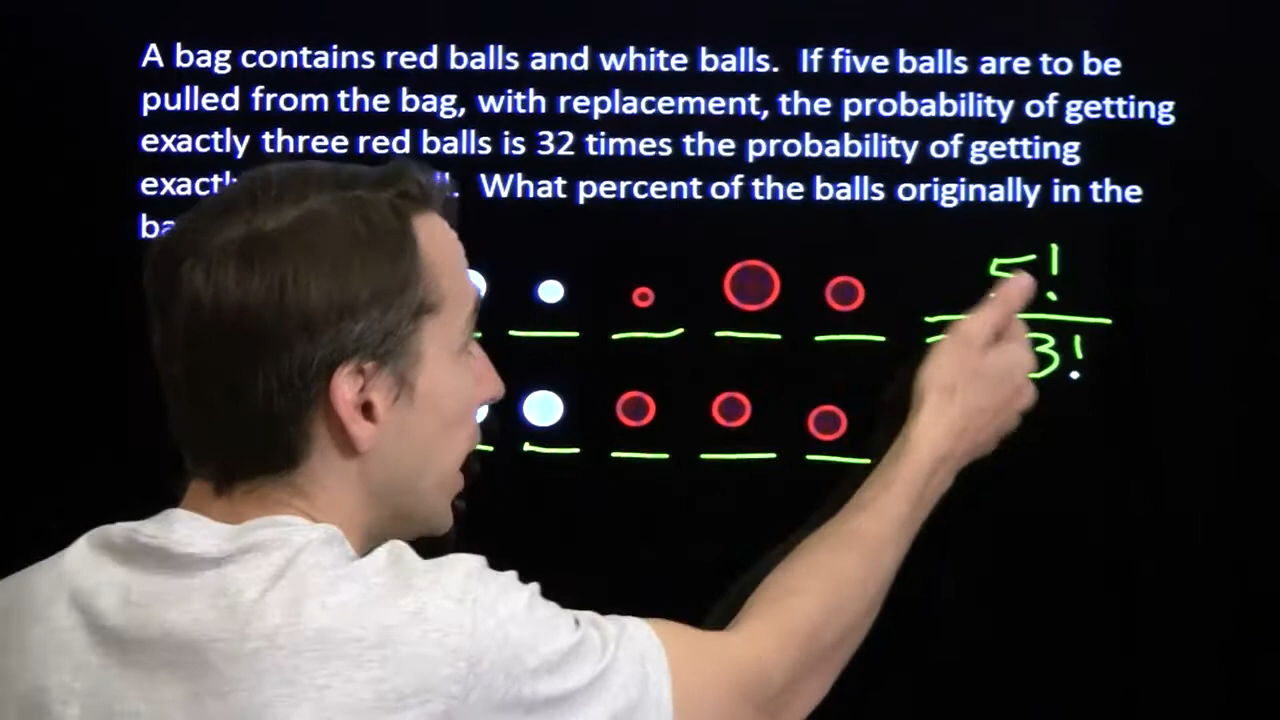 A bag contains red balls and white balls. If five balls are to be
pulled from the bag, with replacement, the probability of getting
exactly three red balls is 32 times the probability of getting
What percent of the balls originally in the
5!
3!